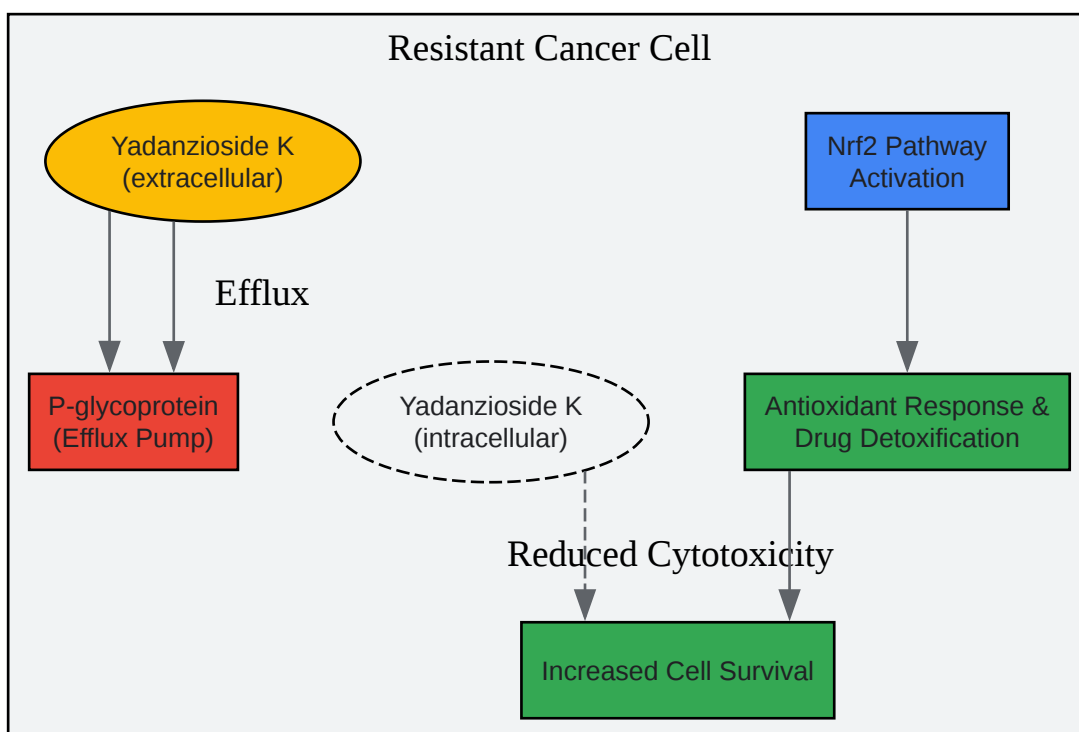 Resistant Cancer Cell
Yadanzioside K
(extracellular)
Nrf2 Pathway
Activation
Efflux
P-glycoprotein
(Efflux Pump)
Yadanzioside K
(intracellular)
Antioxidant Response &
Drug Detoxification
Reduced Cytotoxicity
Increased Cell Survival